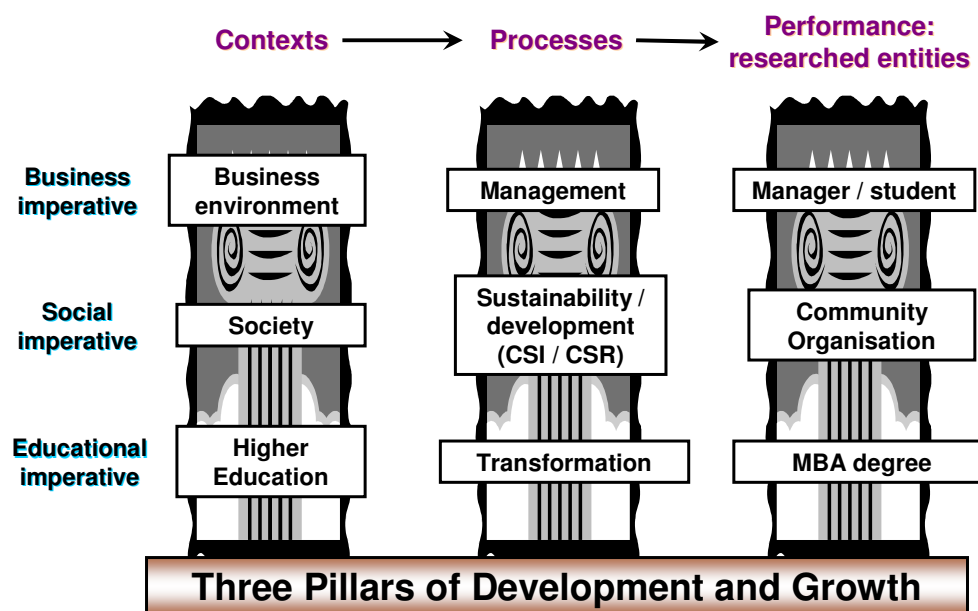 Contexts
Processes
Performance:
researched entities
Business
imperative
Business
environment
Management
Manager / student
Social
imperative
Society
Sustainability /
development
(CSI / CSR)
Community
Organisation
Educational
imperative
Higher
Education
Transformation
MBA degree
Three Pillars of Development and Growth